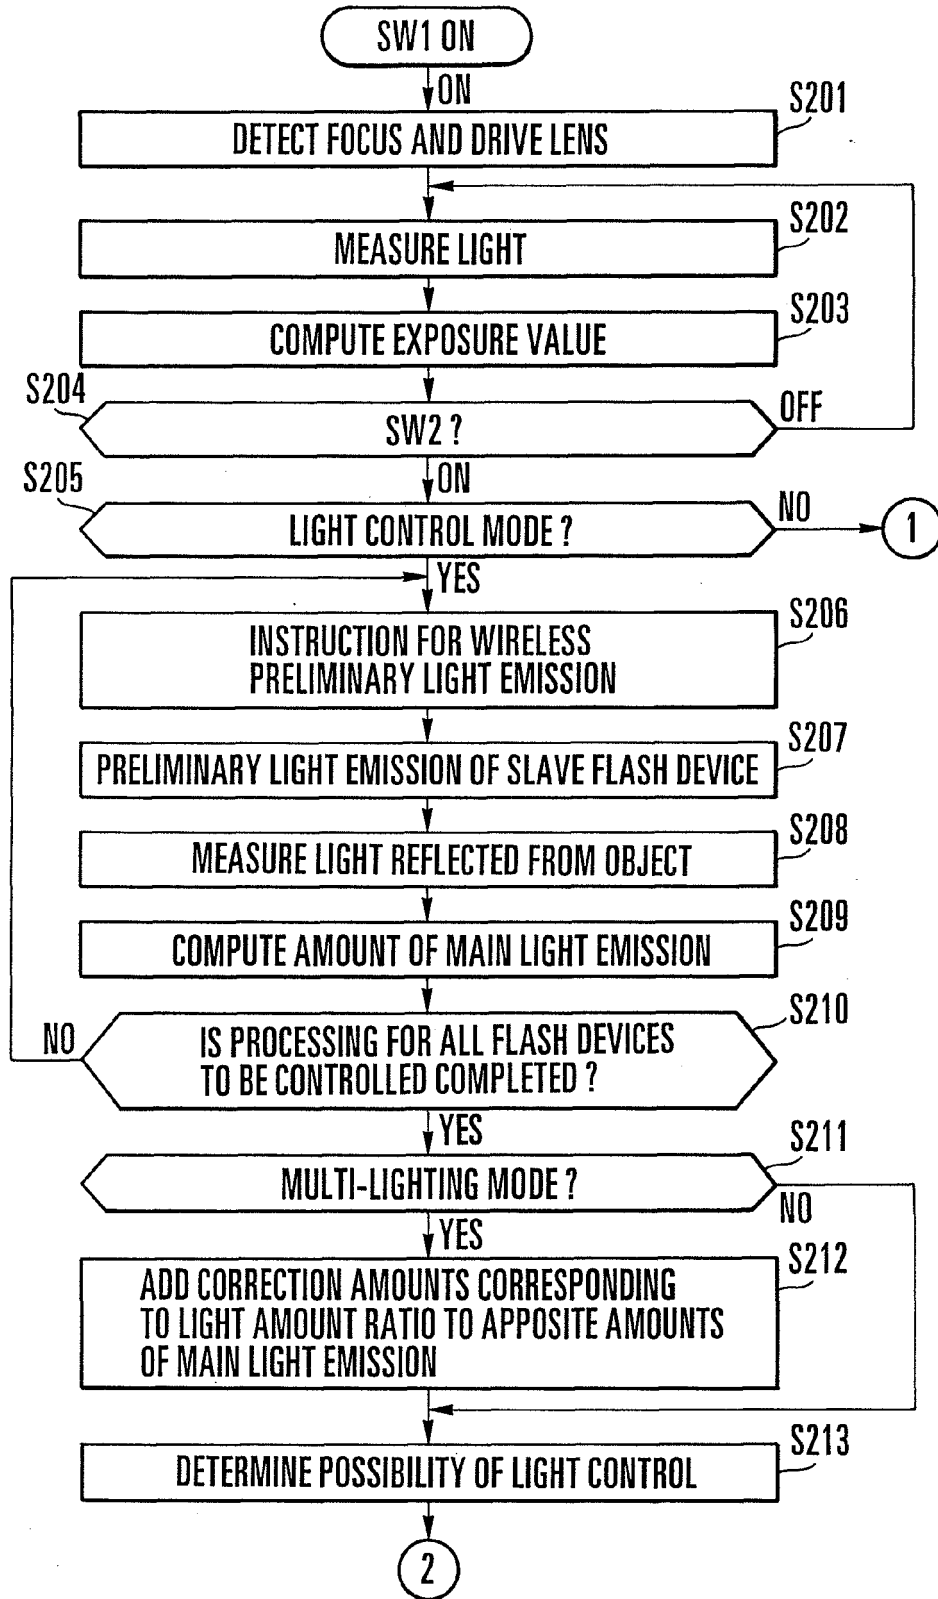 SW1 ON
ON
S201
DETECT FOCUS AND DRIVE LENS
S202
MEASURE LIGHT
S203
COMPUTE EXPOSURE VALUE
S204
SW2 ?
OFF
ON
S205
LIGHT CONTROL MODE ?
NO
1
YES
S206
INSTRUCTION FOR WIRELESS
PRELIMINARY LIGHT EMISSION
S207
PRELIMINARY LIGHT EMISSION OF SLAVE FLASH DEVICE
S208
MEASURE LIGHT REFLECTED FROM OBJECT
S209
COMPUTE AMOUNT OF MAIN LIGHT EMISSION
S210
NO
IS PROCESSING FOR ALL FLASH DEVICES
TO BE CONTROLLED COMPLETED ?
YES
S211
MULTI-LIGHTING MODE ?
NO
YES
S212
ADD CORRECTION AMOUNTS CORRESPONDING
TO LIGHT AMOUNT RATIO TO APPOSITE AMOUNTS
OF MAIN LIGHT EMISSION
S213
DETERMINE POSSIBILITY OF LIGHT CONTROL
2